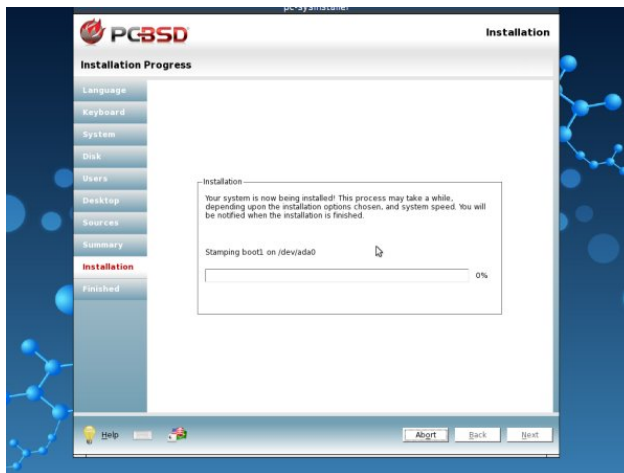 pc-sysinstaller
PCBSD
Installation
Installation Progress
Language
Keyboard
System
Disk
Users
Desktop
Sources
Summary
Installation
Finished
Installation
Your system is now being installed! This process may take a while,
depending upon the installation options chosen, and system speed. You will
be notified when the installation is finished.
Stamping boot1 on /dev/ada0
0%
Help
Abort
Back
Next